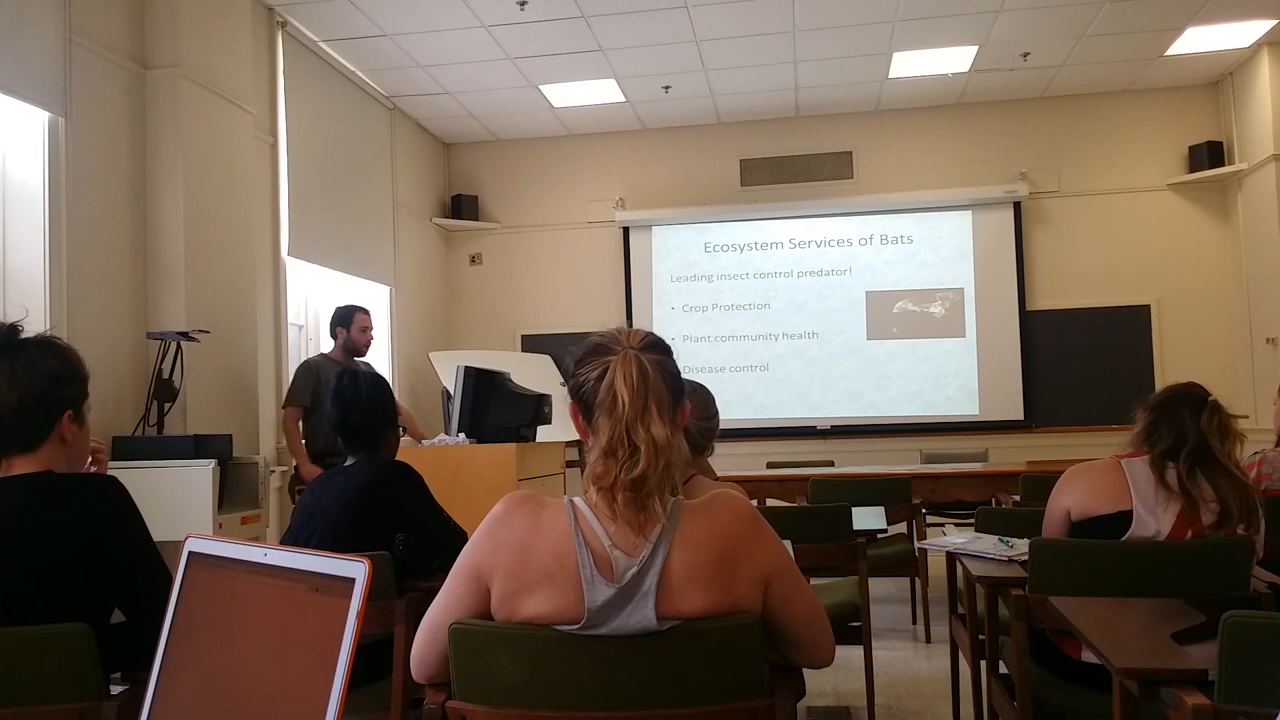 Ecosystem Services of Bats
Leading insect control predator!
• Crop Protection
• Plant community health
Disease control